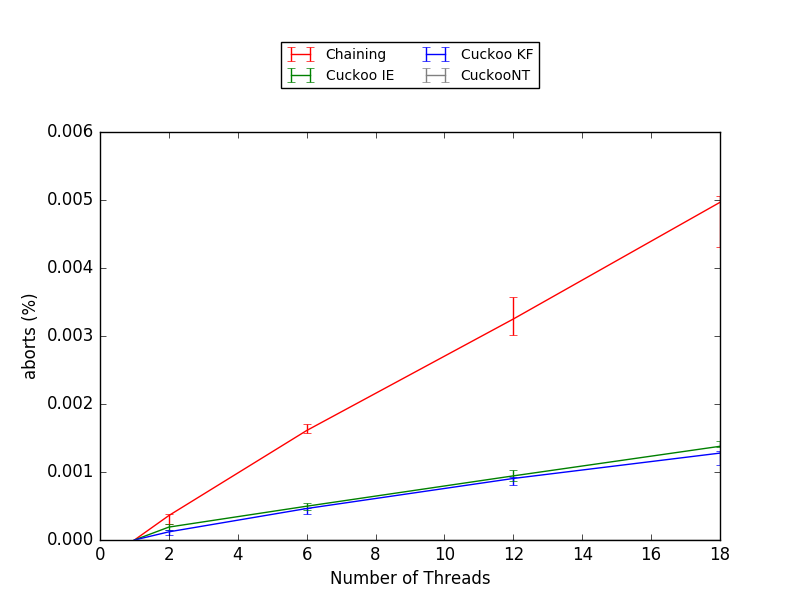 Chaining Cuckoo KF
Cuckoo IE CuckooNT
0.006
0.005
0.004
0.003
0.002
0.001
0.000
aborts (%)
0 2 4 6 8 10 12 14 16 18
Number of Threads